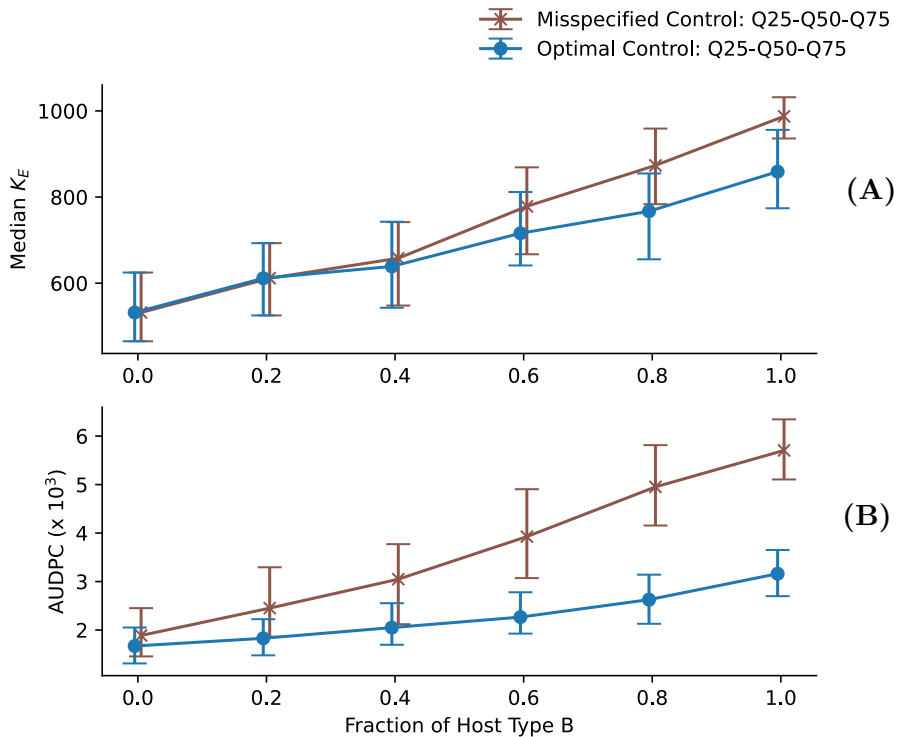 Misspecified Control: Q25-Q50-Q75
Optimal Control: Q25-Q50-Q75
1000
800
600
Median K_E
(A)
0.0 0.2 0.4 0.6 0.8 1.0
6
5
4
3
2
AUDPC (x 10³)
(B)
0.0 0.2 0.4 0.6 0.8 1.0
Fraction of Host Type B